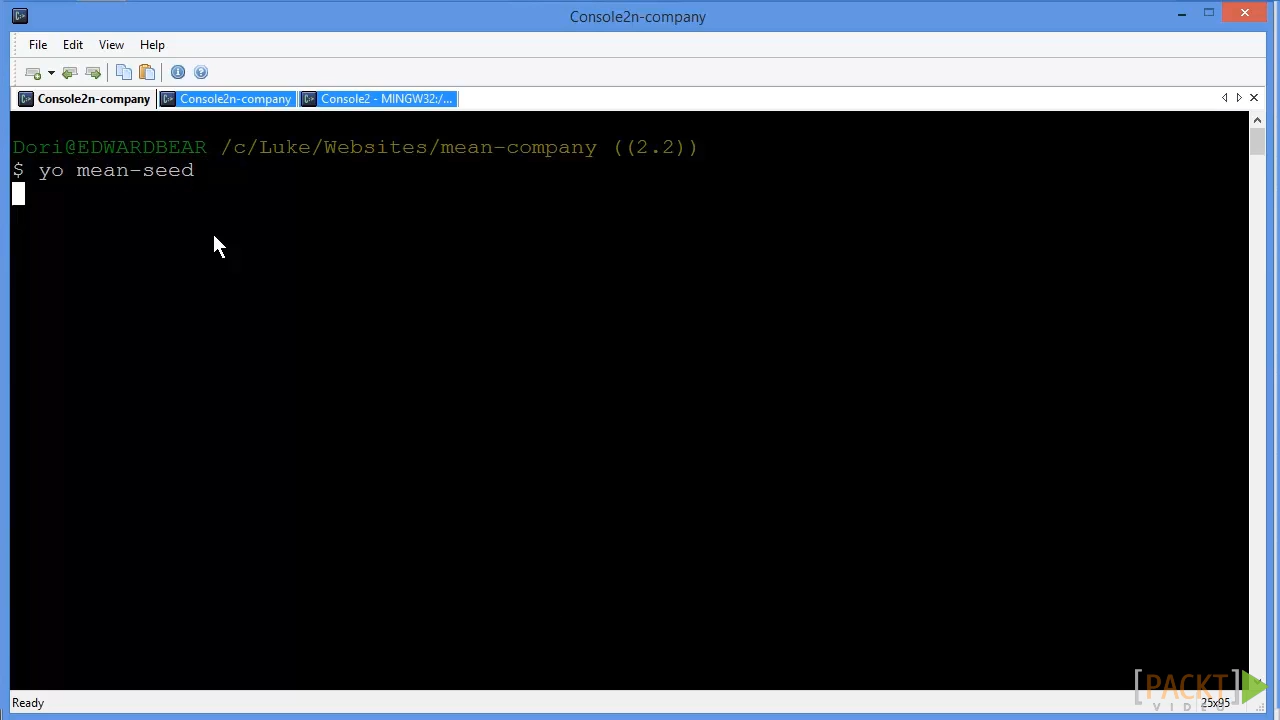 Console2n-company
File Edit View Help
Console2n-company Console2n-company Console2 - MINGW32:/...
Dori@EDWARDBEAR /c/Luke/Websites/mean-company ((2.2))
$ yo mean-seed
[PACKT]
VIDEO
Ready 25x95